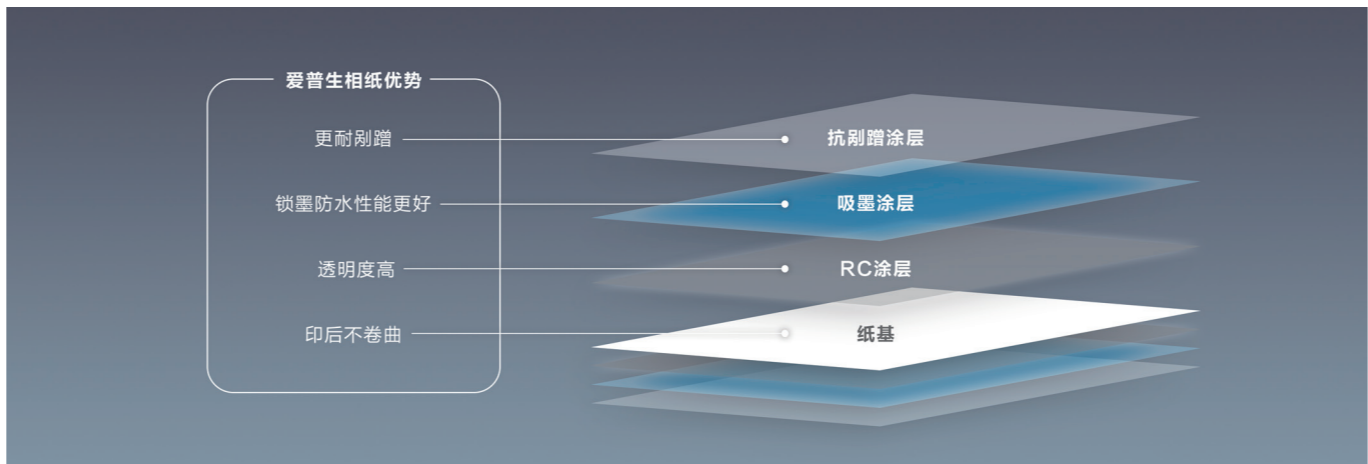 爱普生相纸优势
更耐剐蹭
抗剐蹭涂层
锁墨防水性能更好
吸墨涂层
透明度高
RC涂层
印后不卷曲
纸基